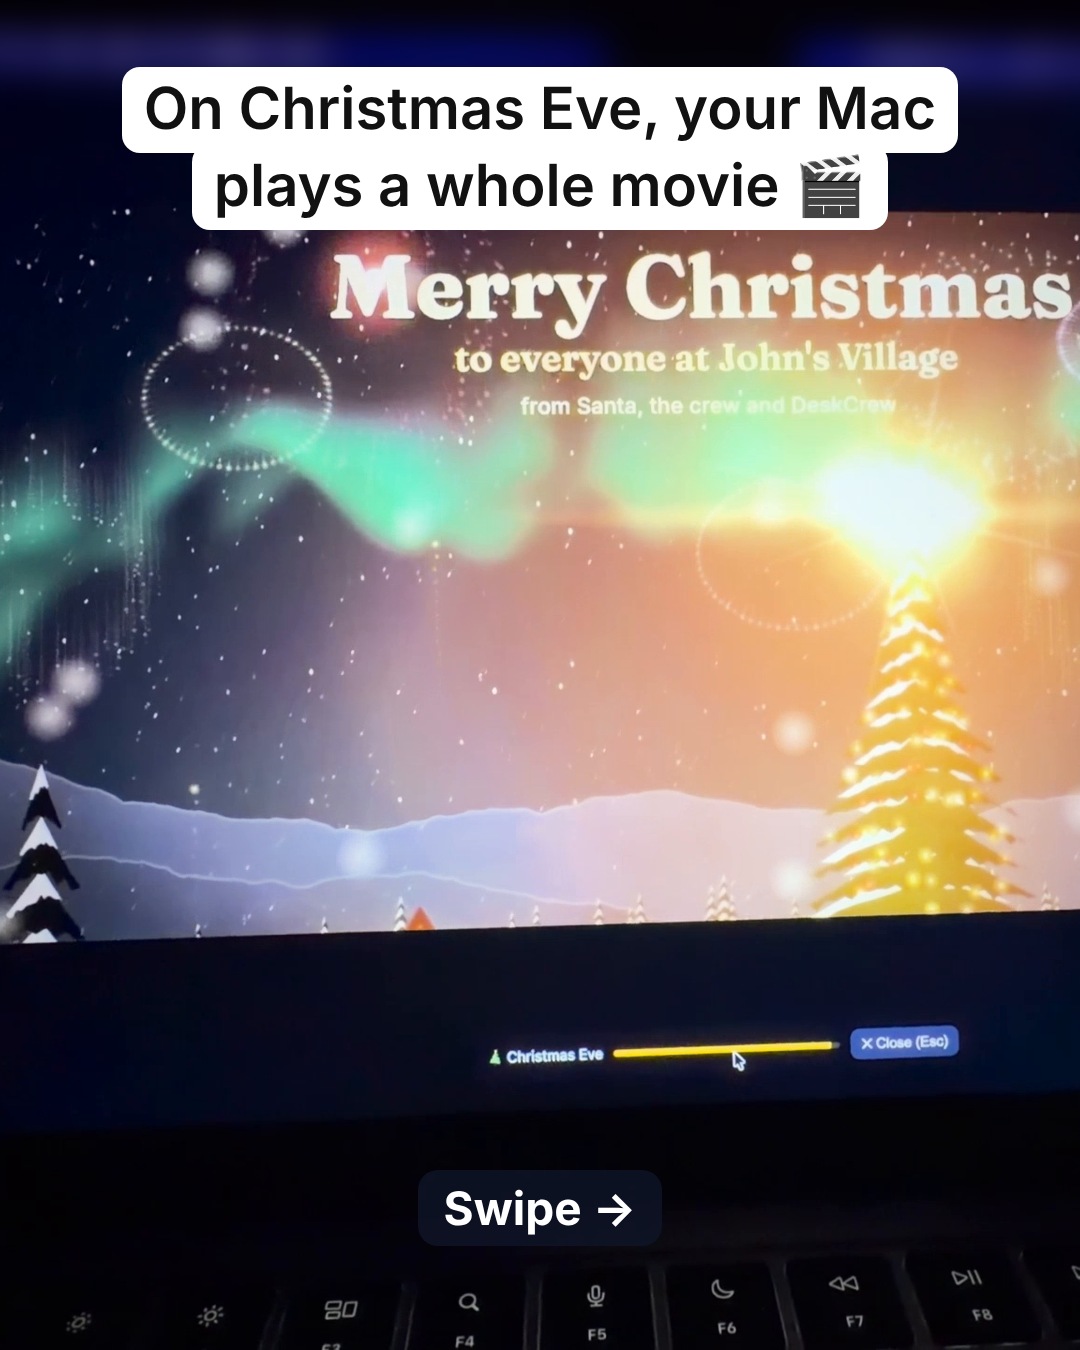 On Christmas Eve, your Mac
plays a whole movie 🎬
Merry Christmas
to everyone at John's Village
from Santa, the crew and DeskCrew
Christmas Eve
X Close (Esc)
Swipe →
F4
F5
F6
F7
F8